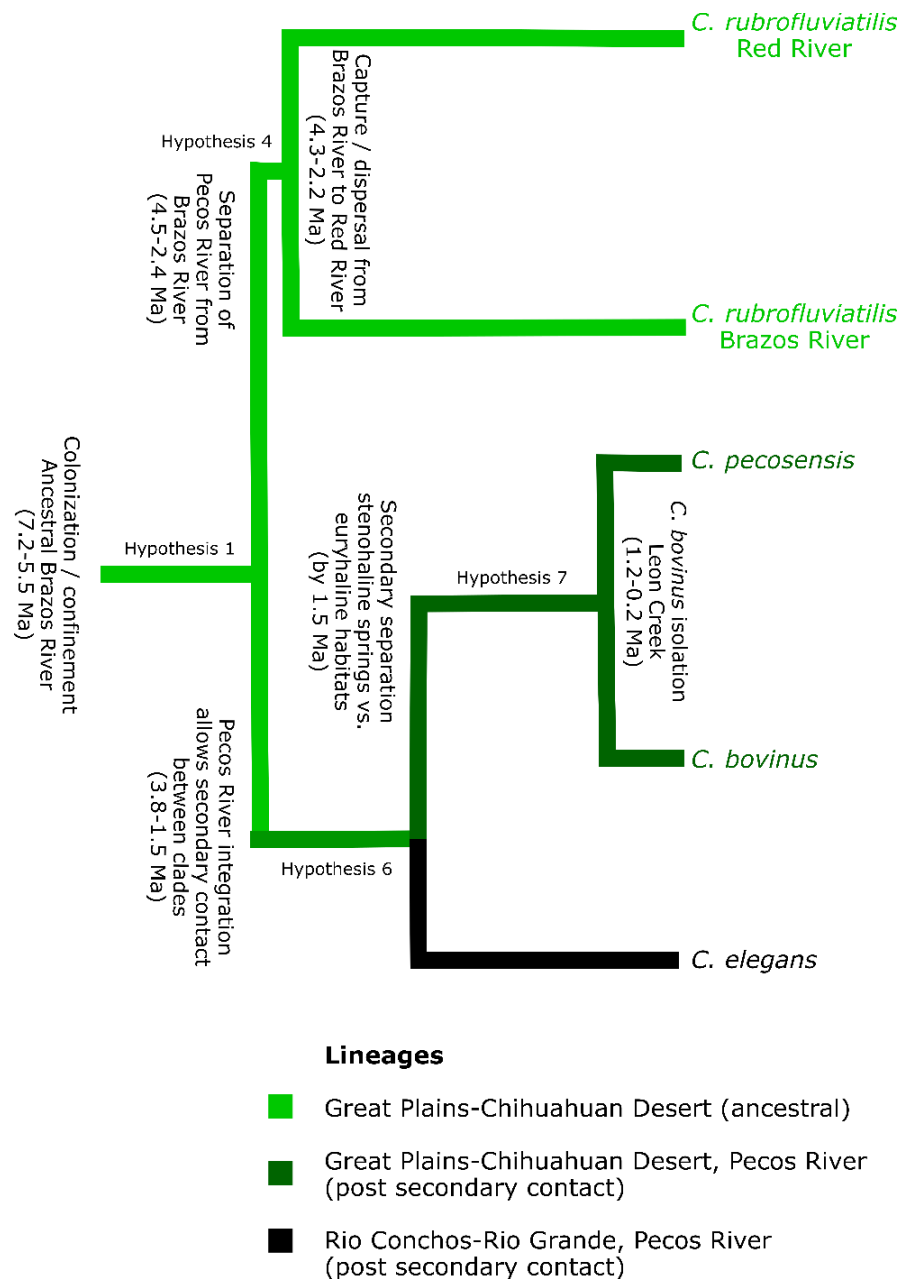 C. rubrofluviatilis
Red River
Capture / dispersal from
Brazos River to Red River
(4.3-2.2 Ma)
Hypothesis 4
Separation of
Pecos River from
Brazos River
(4.5-2.4 Ma)
C. rubrofluviatilis
Brazos River
Colonization / confinement
Ancestral Brazos River
(7.2-5.5 Ma)
Hypothesis 1
C. pecosensis
Secondary separation
stenohaline springs vs.
euryhaline habitats
(by 1.5 Ma)
Hypothesis 7
C. bovinus isolation
Leon Creek
(1.2-0.2 Ma)
C. bovinus
Pecos River integration
allows secondary contact
between clades
(3.8-1.5 Ma)
Hypothesis 6
C. elegans
Lineages
Great Plains-Chihuahuan Desert (ancestral)
Great Plains-Chihuahuan Desert, Pecos River
(post secondary contact)
Rio Conchos-Rio Grande, Pecos River
(post secondary contact)